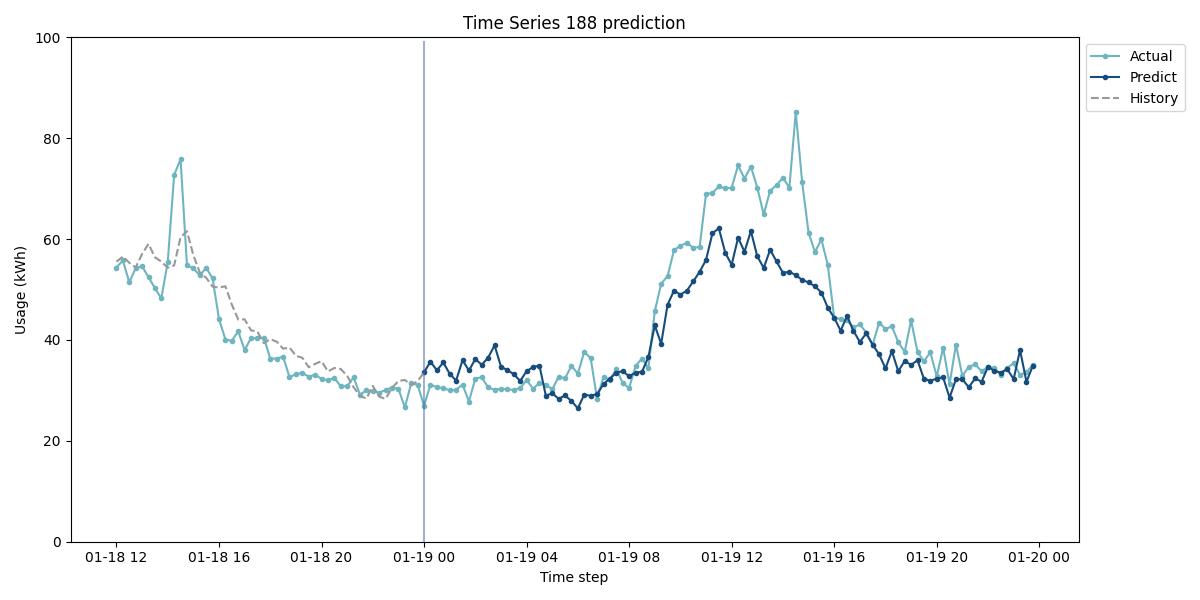 Time Series 188 prediction
Usage (kWh)
100
80
60
40
20
0
01-18 12
01-18 16
01-18 20
01-19 00
01-19 04
01-19 08
01-19 12
01-19 16
01-19 20
01-20 00
Time step
Actual
Predict
History